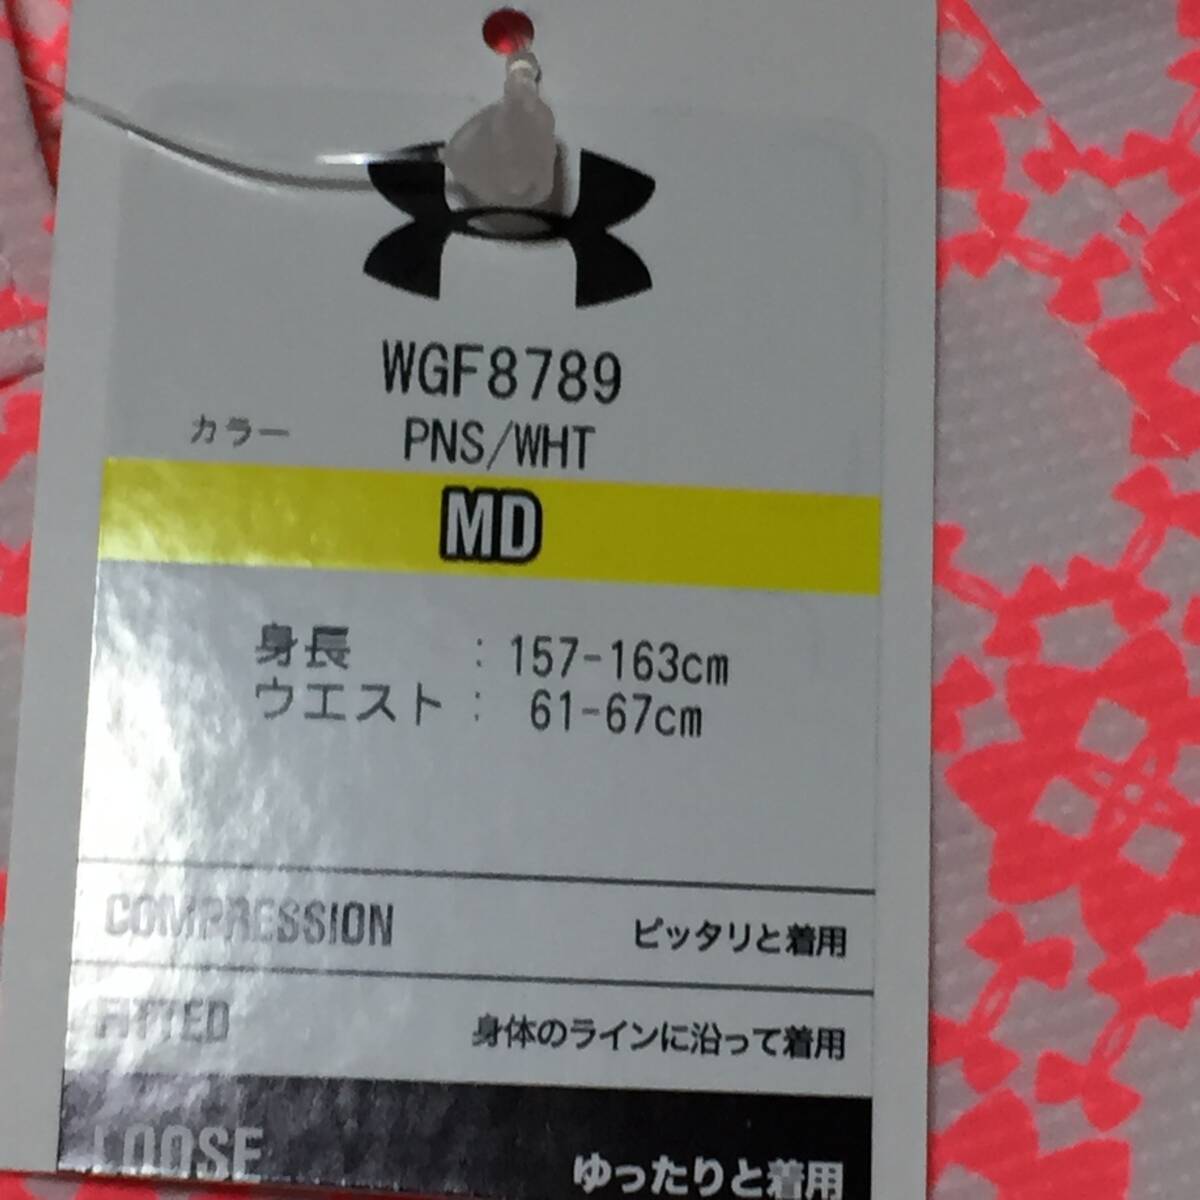 WGF8789
カラー PNS/WHT
MD
身長 : 157-163cm
ウエスト : 61-67cm
COMPRESSION ピッタリと着用
FITTED 身体のラインに沿って着用
LOOSE ゆったりと着用